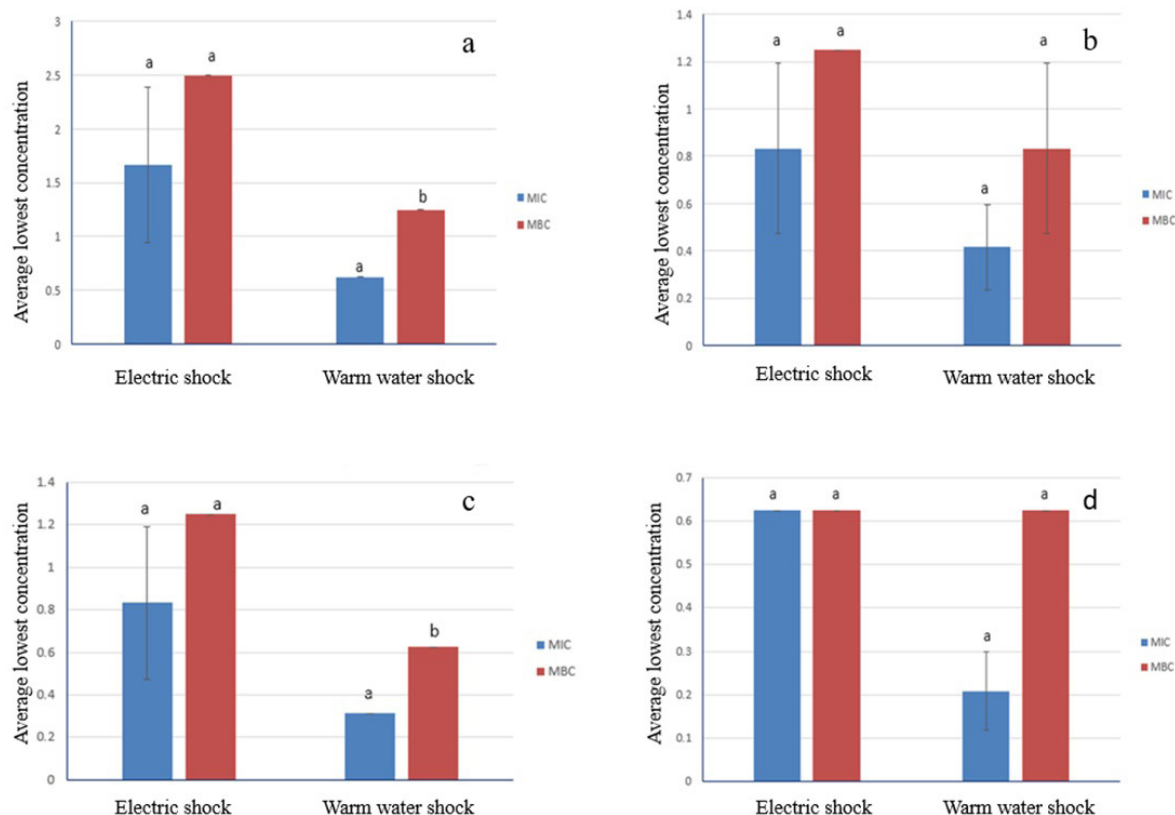 a
Average lowest concentration
3
2.5
2
1.5
1
0.5
0
a
a
a
b
MIC
MBC
Electric shock
Warm water shock
b
Average lowest concentration
1.4
1.2
1
0.8
0.6
0.4
0.2
0
a
a
a
a
MIC
MBC
Electric shock
Warm water shock
c
Average lowest concentration
1.4
1.2
1
0.8
0.6
0.4
0.2
0
a
a
a
b
MIC
MBC
Electric shock
Warm water shock
d
Average lowest concentration
0.7
0.6
0.5
0.4
0.3
0.2
0.1
0
a
a
a
a
MIC
MBC
Electric shock
Warm water shock